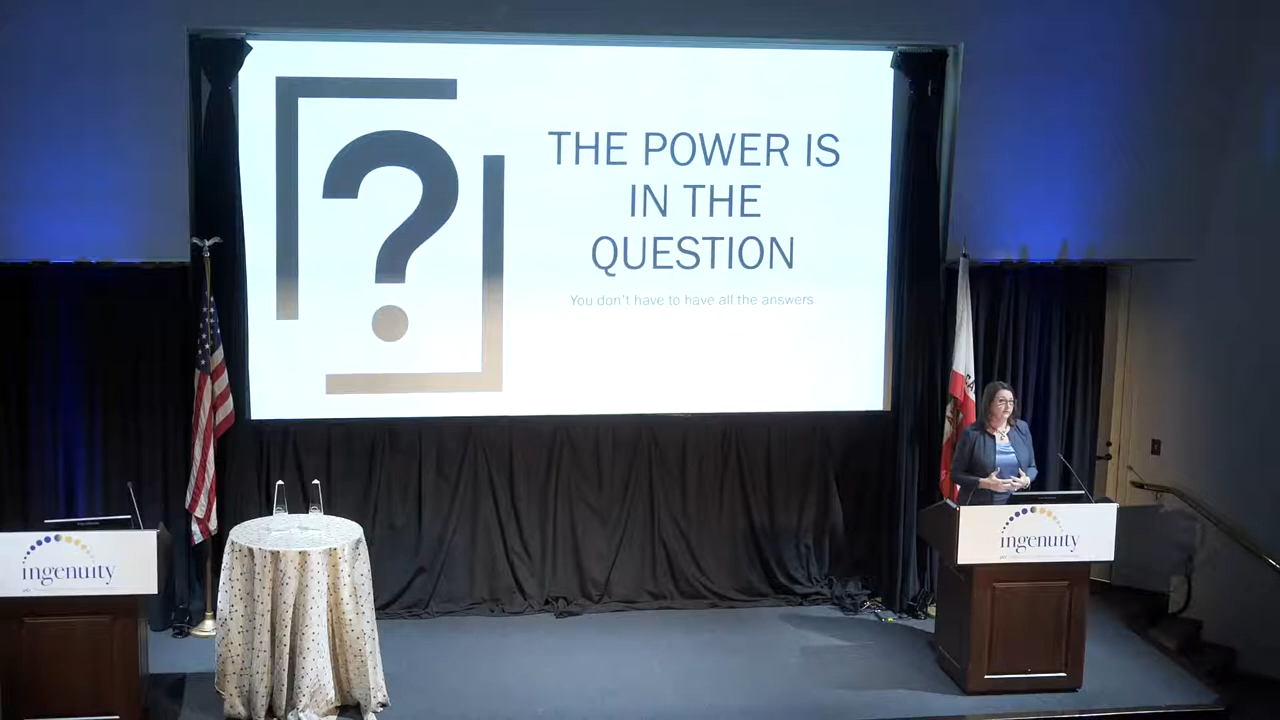 ?
THE POWER IS
IN THE
QUESTION
You don't have to have all the answers
ingenuity
ingenuity